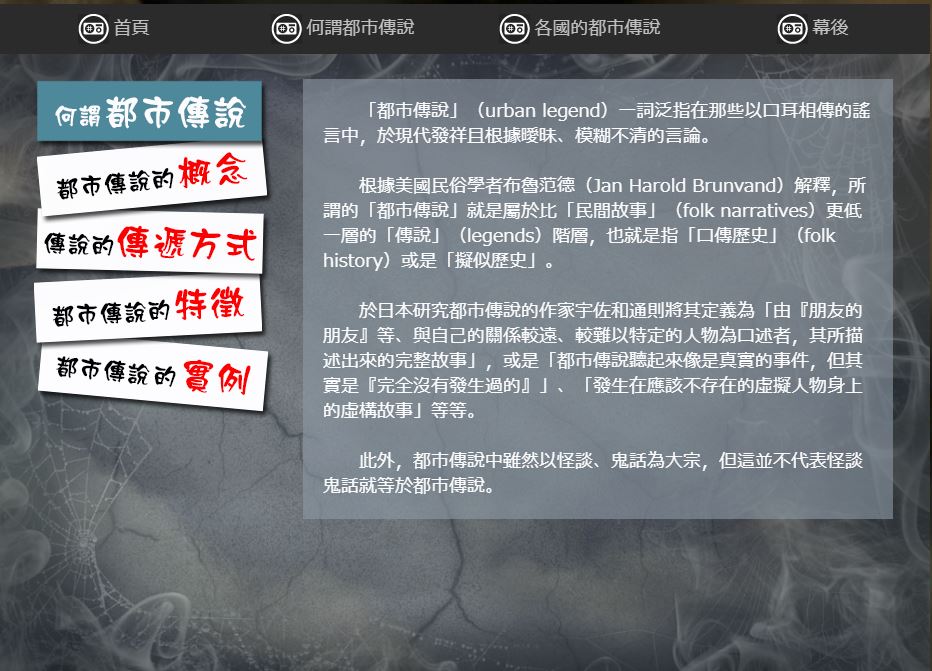 首頁
何謂都市傳說
各國的都市傳說
幕後
何謂都市傳說
都市傳說的概念
傳說的傳遞方式
都市傳說的特徵
都市傳說的實例
「都市傳說」（urban legend）一詞泛指在那些以口耳相傳的謠
言中，於現代發祥且根據曖昧、模糊不清的言論。
根據美國民俗學者布魯范德（Jan Harold Brunvand）解釋，所
謂的「都市傳說」就是屬於比「民間故事」（folk narratives）更低
一層的「傳說」（legends）階層，也就是指「口傳歷史」（folk
history）或是「擬似歷史」。
於日本研究都市傳說的作家宇佐和通則將其定義為「由『朋友的
朋友』等、與自己的關係較遠、較難以特定的人物為口述者，其所描
述出來的完整故事」，或是「都市傳說聽起來像是真實的事件，但其
實是『完全沒有發生過的』」、「發生在應該不存在的虛擬人物身上
的虛構故事」等等。
此外，都市傳說中雖然以怪談、鬼話為大宗，但這並不代表怪談
鬼話就等於都市傳說。